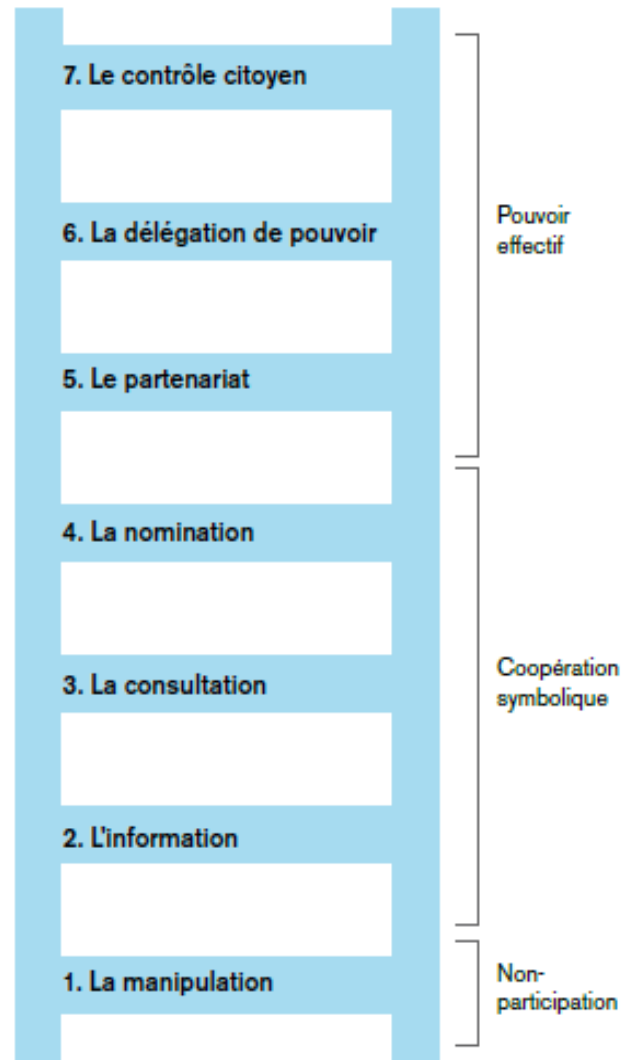 7. Le contrôle citoyen
6. La délégation de pouvoir
Pouvoir
effectif
5. Le partenariat
4. La nomination
3. La consultation
Coopération
symbolique
2. L'information
1. La manipulation
Non-
participation